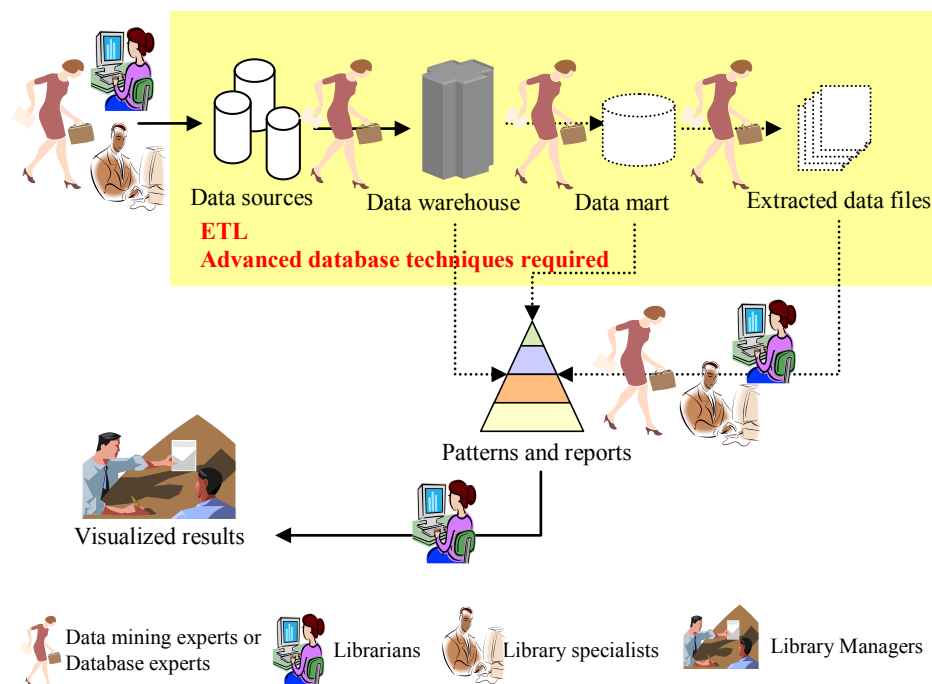 Data sources
Data warehouse
Data mart
Extracted data files
ETL
Advanced database techniques required
Patterns and reports
Visualized results
Data mining experts or
Database experts
Librarians
Library specialists
Library Managers